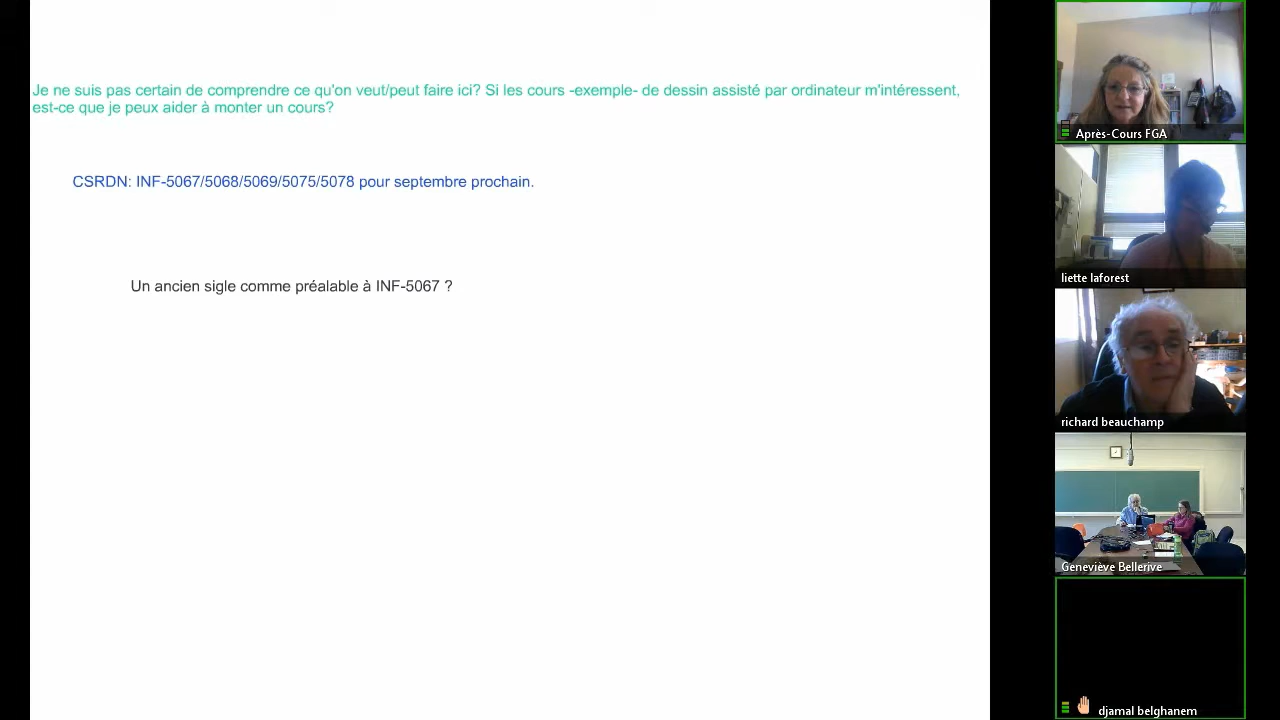 Je ne suis pas certain de comprendre ce qu'on veut/peut faire ici? Si les cours -exemple- de dessin assisté par ordinateur m'intéressent,
est-ce que je peux aider à monter un cours?
CSRDN: INF-5067/5068/5069/5075/5078 pour septembre prochain.
Un ancien sigle comme préalable à INF-5067 ?
Après-Cours FGA
liette laforest
richard beauchamp
Geneviève Bellerive
djamal belghanem